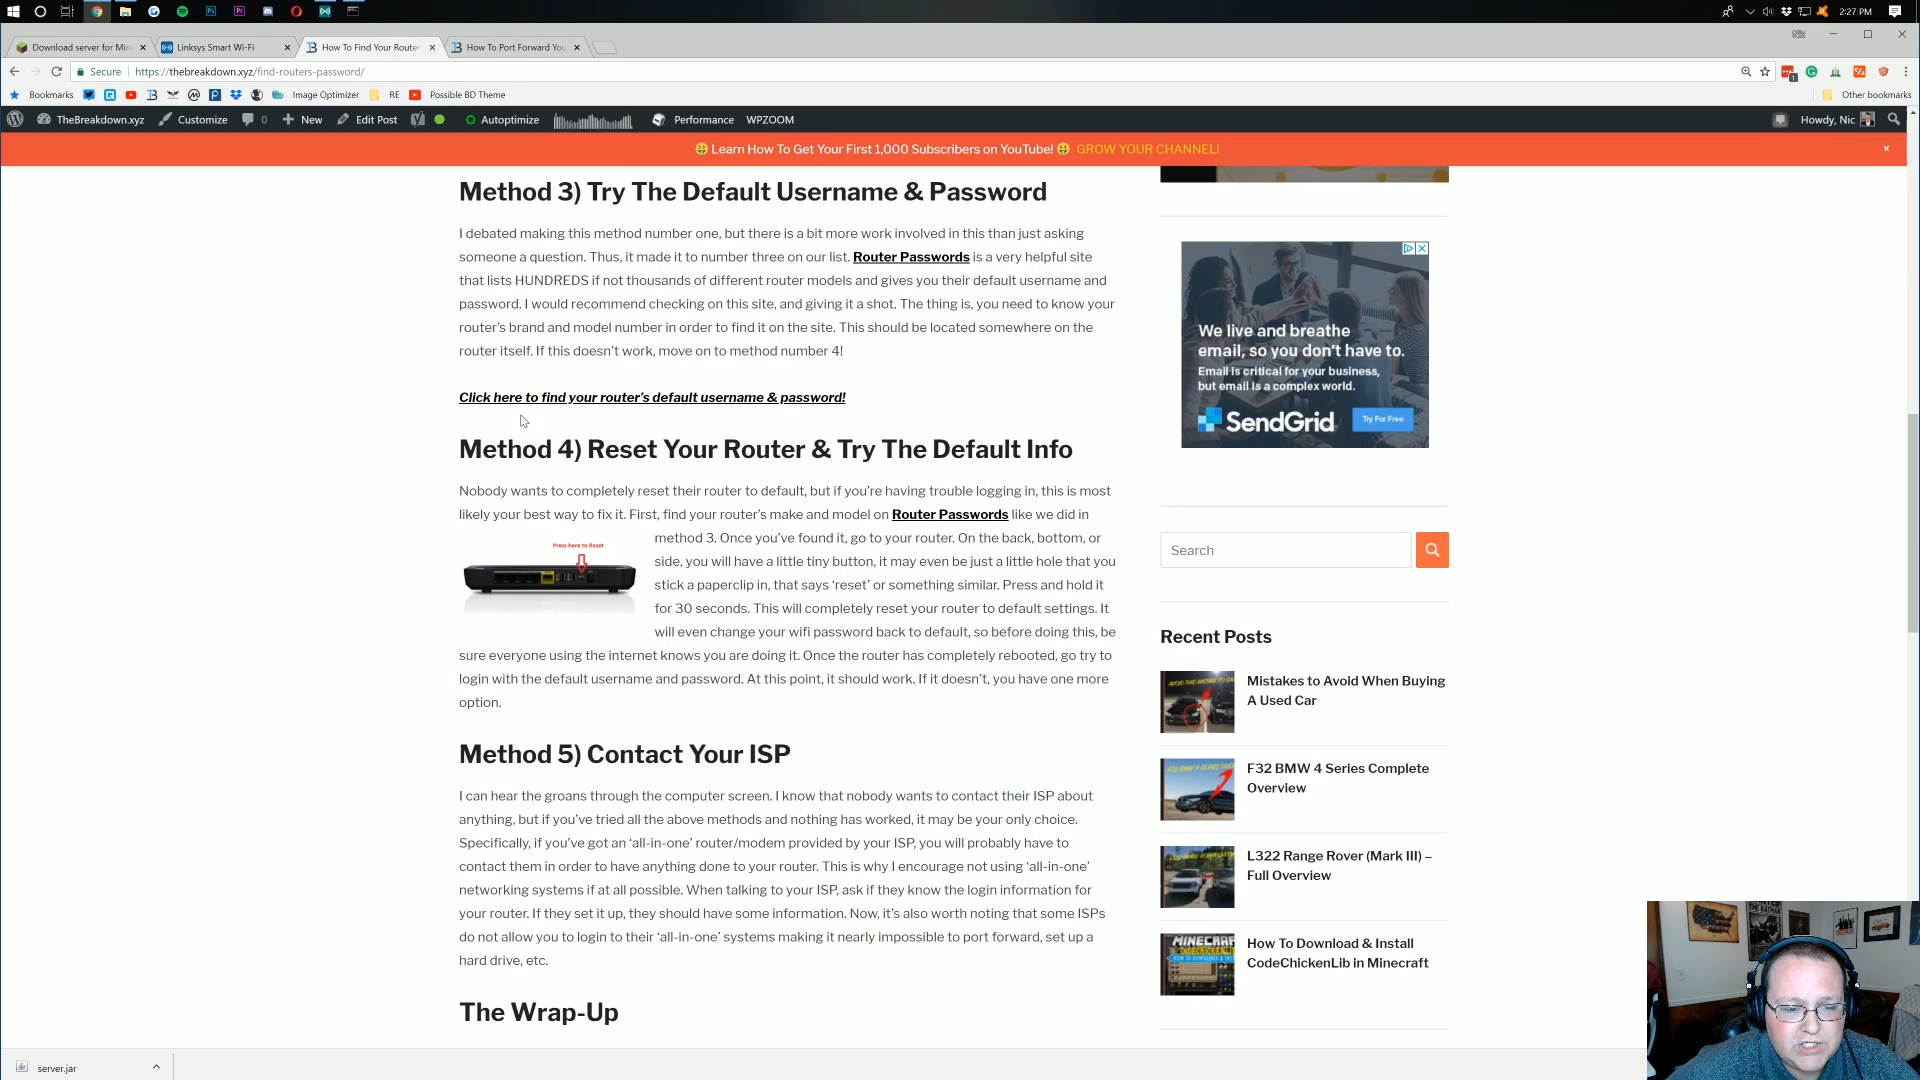 2:27 PM
Download server for Min
Linksys Smart Wi-Fi
How To Find Your Router
How To Port Forward You
Secure
https://thebreakdown.xyz/find-routers-password/
Bookmarks
Image Optimizer
RE
Possible BD Theme
Other bookmarks
TheBreakdown.xyz
Customize
0
New
Edit Post
Autoptimize
Performance
WPZOOM
Howdy, Nic
Learn How To Get Your First 1,000 Subscribers on YouTube! GROW YOUR CHANNEL!
Method 3) Try The Default Username & Password
I debated making this method number one, but there is a bit more work involved in this than just asking
someone a question. Thus, it made it to number three on our list. Router Passwords is a very helpful site
that lists HUNDREDS if not thousands of different router models and gives you their default username and
password. I would recommend checking on this site, and giving it a shot. The thing is, you need to know your
router's brand and model number in order to find it on the site. This should be located somewhere on the
router itself. If this doesn't work, move on to method number 4!
Click here to find your router's default username & password!
Method 4) Reset Your Router & Try The Default Info
Nobody wants to completely reset their router to default, but if you're having trouble logging in, this is most
likely your best way to fix it. First, find your router's make and model on Router Passwords like we did in
Press here to Reset
method 3. Once you've found it, go to your router. On the back, bottom, or
side, you will have a little tiny button, it may even be just a little hole that you
stick a paperclip in, that says 'reset' or something similar. Press and hold it
for 30 seconds. This will completely reset your router to default settings. It
will even change your wifi password back to default, so before doing this, be
sure everyone using the internet knows you are doing it. Once the router has completely rebooted, go try to
login with the default username and password. At this point, it should work. If it doesn't, you have one more
option.
Method 5) Contact Your ISP
I can hear the groans through the computer screen. I know that nobody wants to contact their ISP about
anything, but if you've tried all the above methods and nothing has worked, it may be your only choice.
Specifically, if you've got an 'all-in-one' router/modem provided by your ISP, you will probably have to
contact them in order to have anything done to your router. This is why I encourage not using 'all-in-one'
networking systems if at all possible. When talking to your ISP, ask if they know the login information for
your router. If they set it up, they should have some information. Now, it's also worth noting that some ISPs
do not allow you to login to their 'all-in-one' systems making it nearly impossible to port forward, set up a
hard drive, etc.
The Wrap-Up
We live and breathe
email, so you don't have to.
Email is critical for your business,
but email is a complex world.
SendGrid
Try For Free
Search
Recent Posts
Mistakes to Avoid When Buying
A Used Car
F32 BMW 4 Series Complete
Overview
L322 Range Rover (Mark III) –
Full Overview
MINECRAF
CODECHICKENLIB
How To Download & Install
CodeChickenLib in Minecraft
server.jar